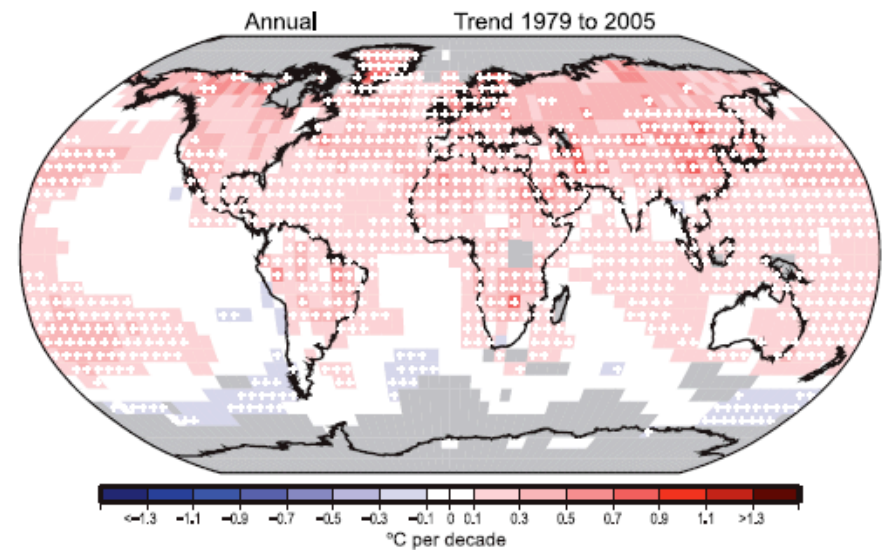 Annual Trend 1979 to 2005
<–1.3 –1.1 –0.9 –0.7 –0.5 –0.3 –0.1 0 0.1 0.3 0.5 0.7 0.9 1.1 >1.3
ºC per decade